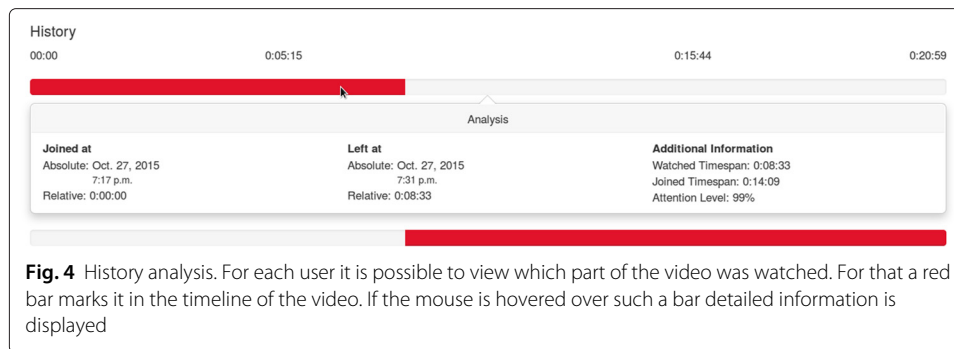 History
00:00 0:05:15 0:15:44 0:20:59
Analysis
Joined at Left at Additional Information
Absolute: Oct. 27, 2015 Absolute: Oct. 27, 2015 Watched Timespan: 0:08:33
7:17 p.m. 7:31 p.m. Joined Timespan: 0:14:09
Relative: 0:00:00 Relative: 0:08:33 Attention Level: 99%
Fig. 4 History analysis. For each user it is possible to view which part of the video was watched. For that a red
bar marks it in the timeline of the video. If the mouse is hovered over such a bar detailed information is
displayed